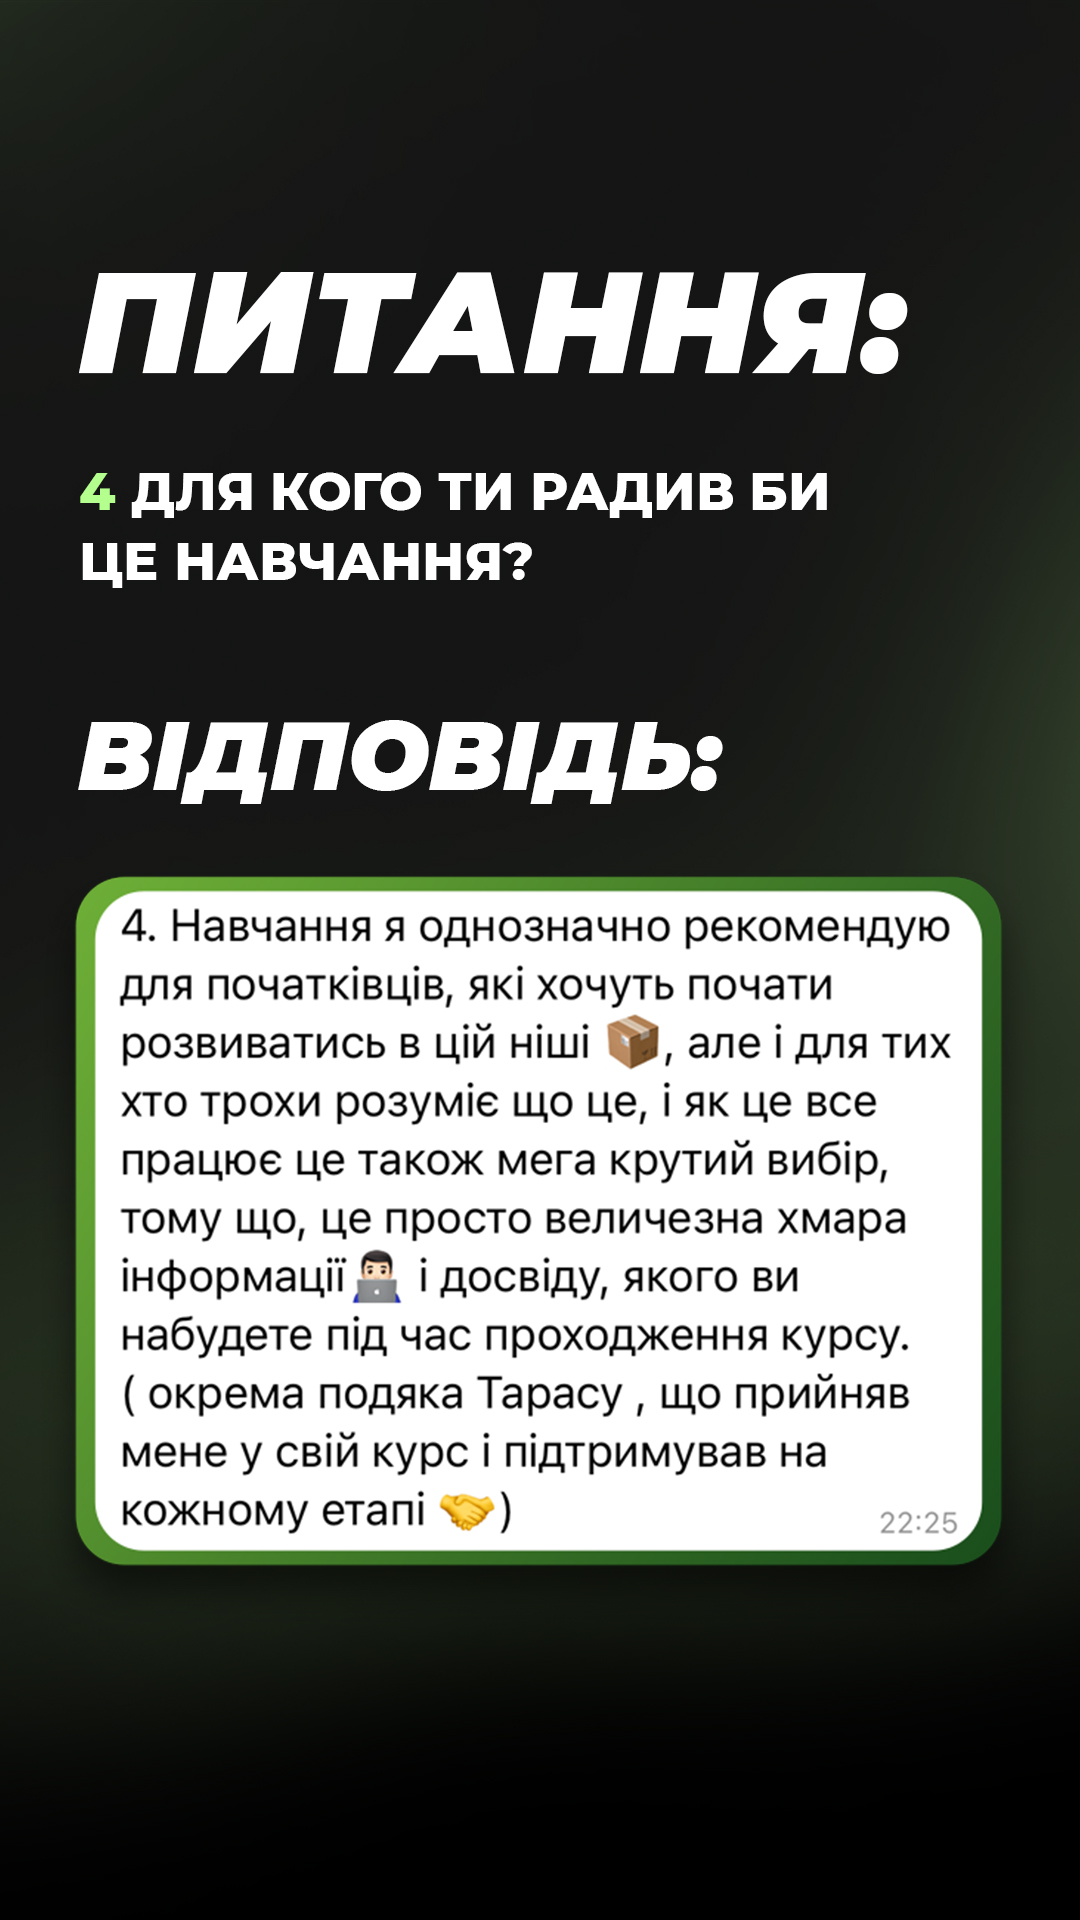 ПИТАННЯ:
4 ДЛЯ КОГО ТИ РАДИВ БИ
ЦЕ НАВЧАННЯ?
ВІДПОВІДЬ:
4. Навчання я однозначно рекомендую
для початківців, які хочуть почати
розвиватись в цій ніші 📦, але і для тих
хто трохи розуміє що це, і як це все
працює це також мега крутий вибір,
тому що, це просто величезна хмара
інформації👨🏻‍💻 і досвіду, якого ви
набудете під час проходження курсу.
( окрема подяка Тарасу , що прийняв
мене у свій курс і підтримував на
кожному етапі 🤝)
22:25